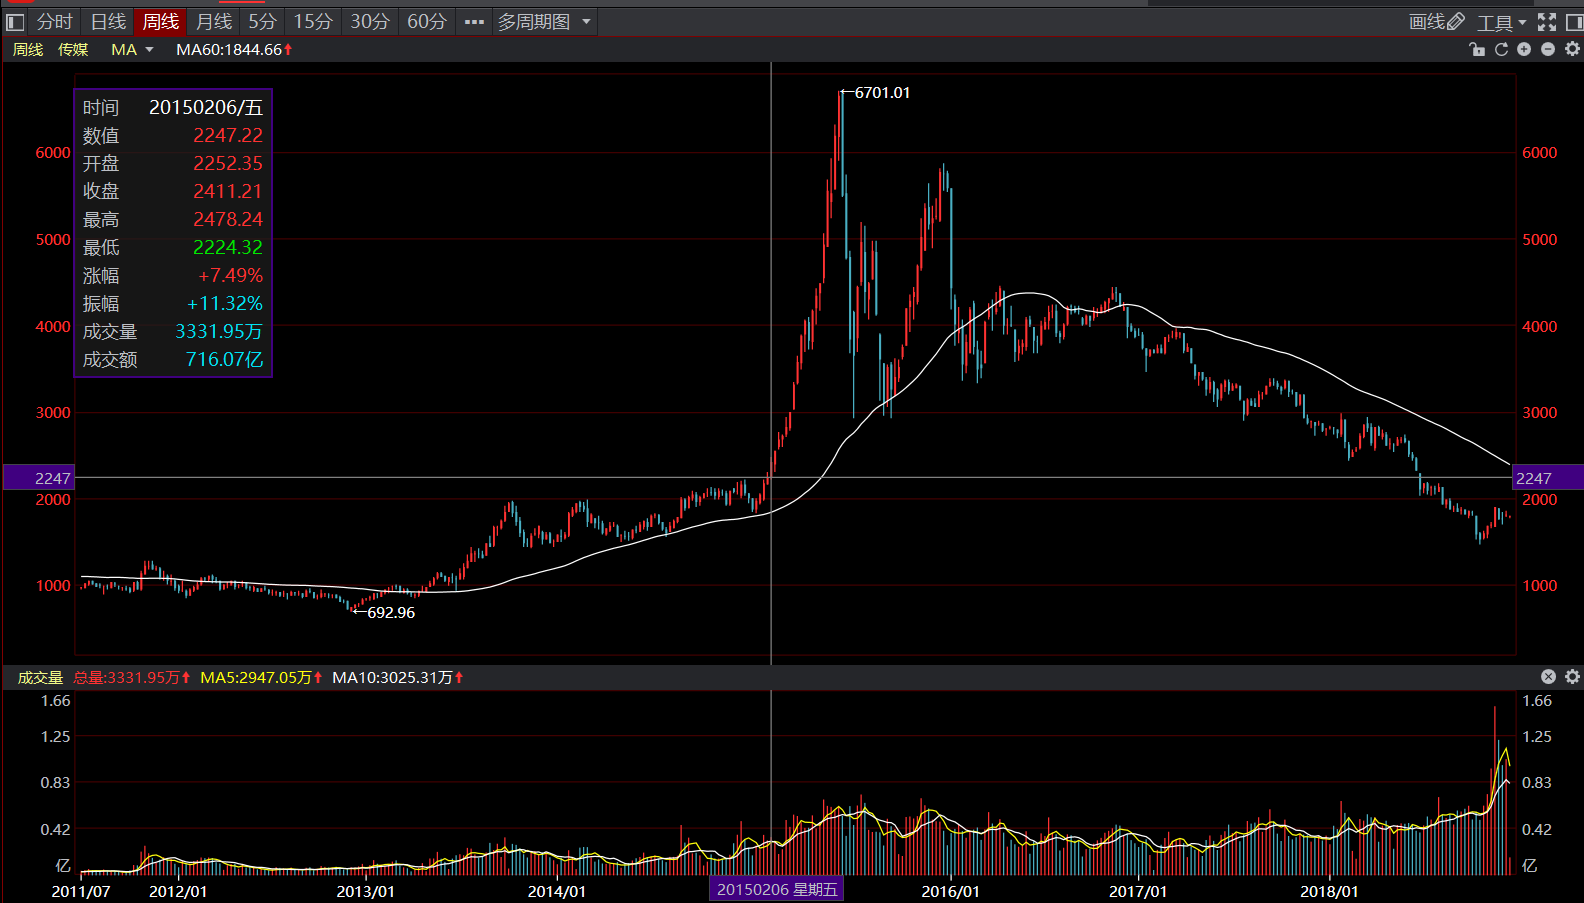 分时 日线 周线 月线 5分 15分 30分 60分 ••• 多周期图 画线 工具
周线 传媒 MA MA60:1844.66↑
6701.01
时间 20150206/五
数值 2247.22
开盘 2252.35
收盘 2411.21
最高 2478.24
最低 2224.32
涨幅 +7.49%
振幅 +11.32%
成交量 3331.95万
成交额 716.07亿
6000 6000
5000 5000
4000 4000
3000 3000
2247 2247
2000 2000
1000 1000
692.96
成交量 总量:3331.95万↑ MA5:2947.05万↑ MA10:3025.31万↑
1.66 1.66
1.25 1.25
0.83 0.83
0.42 0.42
亿 亿
2011/07 2012/01 2013/01 2014/01 20150206 星期五 2016/01 2017/01 2018/01